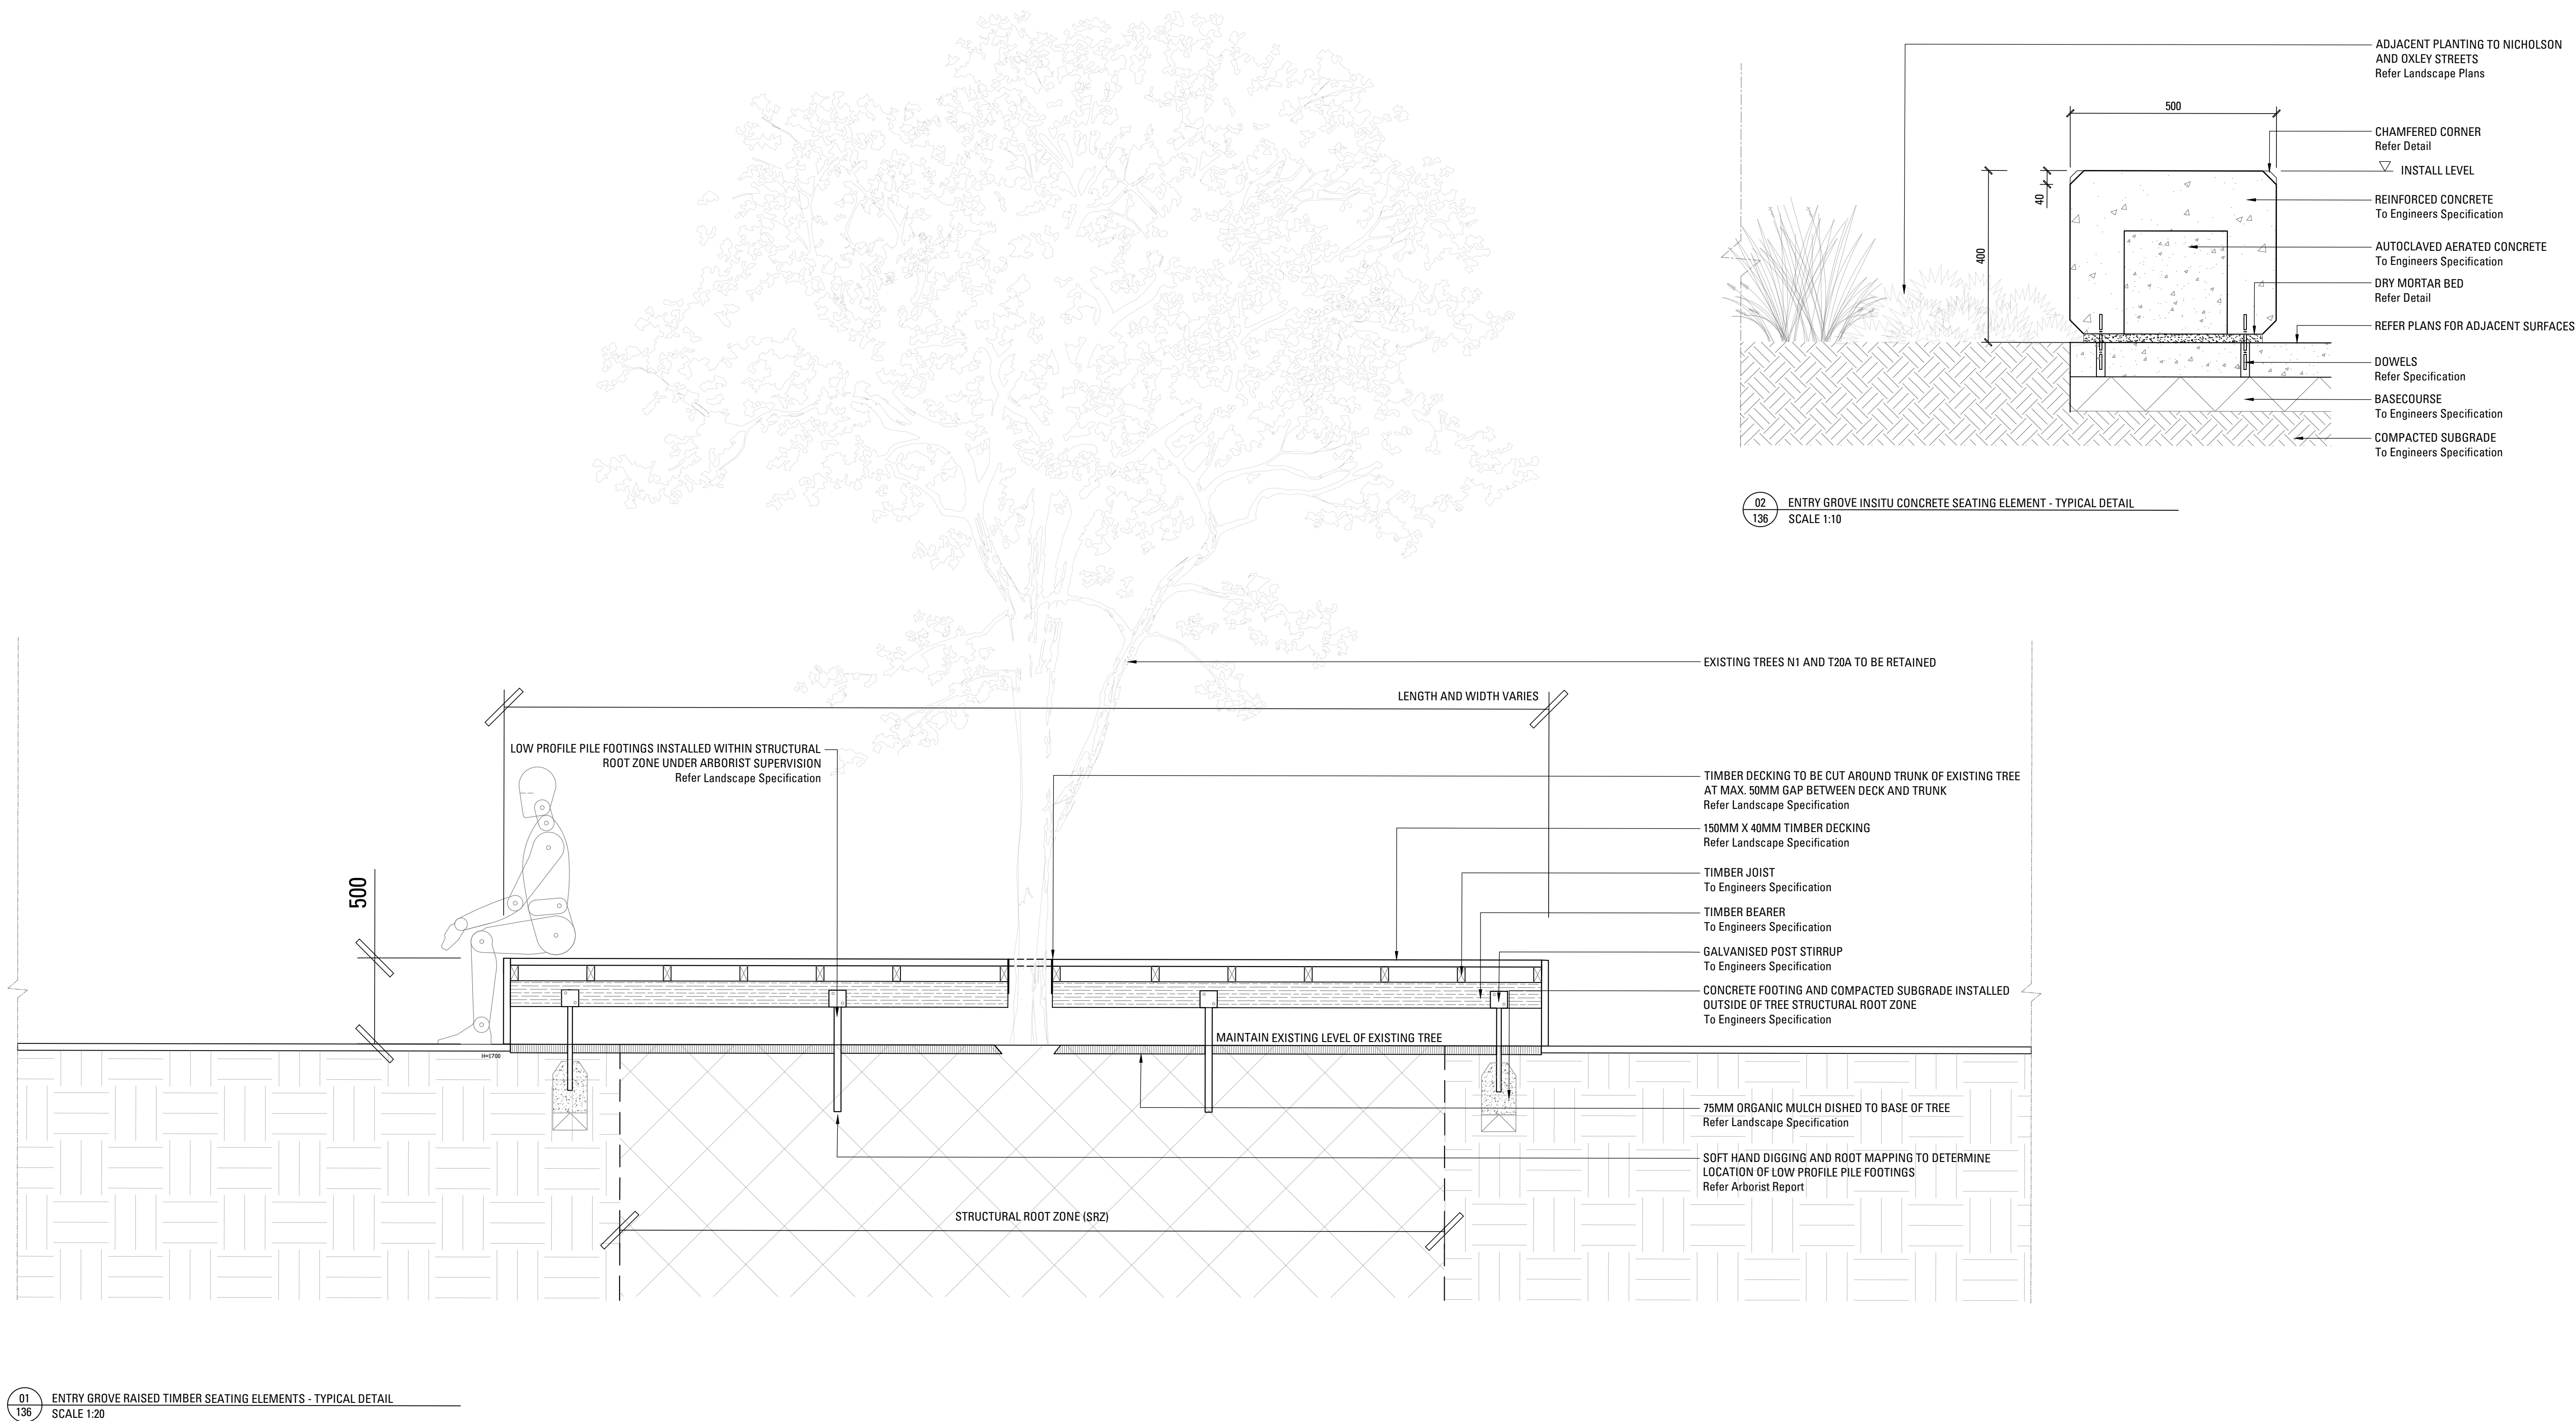 ADJACENT PLANTING TO NICHOLSON
AND OXLEY STREETS
Refer Landscape Plans
500
CHAMFERED CORNER
Refer Detail
INSTALL LEVEL
40
REINFORCED CONCRETE
To Engineers Specification
400
AUTOCLAVED AERATED CONCRETE
To Engineers Specification
DRY MORTAR BED
Refer Detail
REFER PLANS FOR ADJACENT SURFACES
DOWELS
Refer Specification
BASECOURSE
To Engineers Specification
COMPACTED SUBGRADE
To Engineers Specification
02
136
ENTRY GROVE INSITU CONCRETE SEATING ELEMENT - TYPICAL DETAIL
SCALE 1:10
EXISTING TREES N1 AND T20A TO BE RETAINED
LENGTH AND WIDTH VARIES
LOW PROFILE PILE FOOTINGS INSTALLED WITHIN STRUCTURAL
ROOT ZONE UNDER ARBORIST SUPERVISION
Refer Landscape Specification
TIMBER DECKING TO BE CUT AROUND TRUNK OF EXISTING TREE
AT MAX. 50MM GAP BETWEEN DECK AND TRUNK
Refer Landscape Specification
150MM X 40MM TIMBER DECKING
Refer Landscape Specification
500
TIMBER JOIST
To Engineers Specification
TIMBER BEARER
To Engineers Specification
GALVANISED POST STIRRUP
To Engineers Specification
CONCRETE FOOTING AND COMPACTED SUBGRADE INSTALLED
OUTSIDE OF TREE STRUCTURAL ROOT ZONE
To Engineers Specification
MAINTAIN EXISTING LEVEL OF EXISTING TREE
H=1700
75MM ORGANIC MULCH DISHED TO BASE OF TREE
Refer Landscape Specification
SOFT HAND DIGGING AND ROOT MAPPING TO DETERMINE
LOCATION OF LOW PROFILE PILE FOOTINGS
Refer Arborist Report
STRUCTURAL ROOT ZONE (SRZ)
01
136
ENTRY GROVE RAISED TIMBER SEATING ELEMENTS - TYPICAL DETAIL
SCALE 1:20